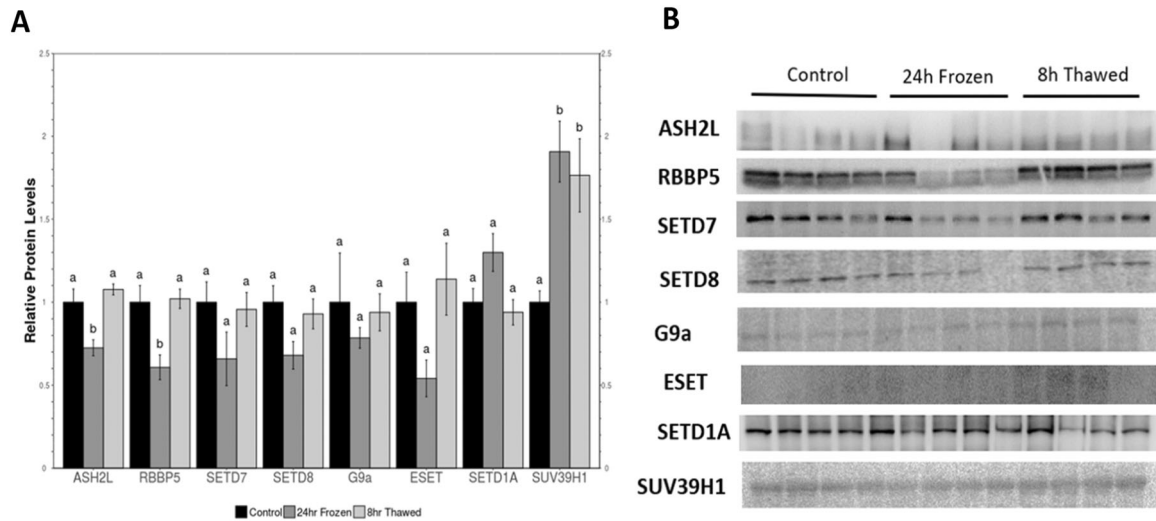 A
2.5
2.5
2
2
1.5
1.5
1
1
0.5
0.5
0
0
Relative Protein Levels
a b a a b a a a a a a a a a a a a a a a a a b b
ASH2L RBBP5 SETD7 SETD8 G9a ESET SETD1A SUV39H1
Control 24hr Frozen 8hr Thawed
B
Control 24h Frozen 8h Thawed
ASH2L
RBBP5
SETD7
SETD8
G9a
ESET
SETD1A
SUV39H1